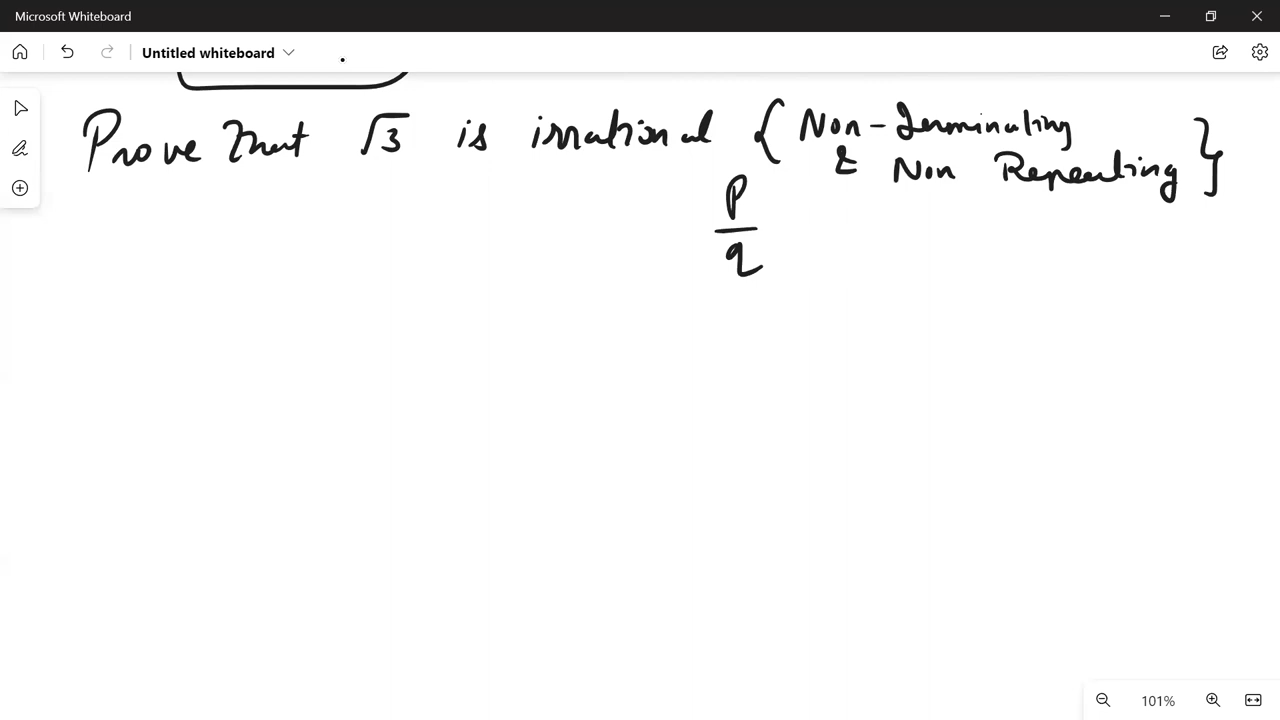 Microsoft Whiteboard
Untitled whiteboard
Prove that √3 is irrational { Non-Terminating
& Non Repeating }
P
q
101%